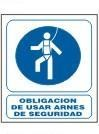 OBLIGACION
DE USAR ARNES
DE SEGURIDAD